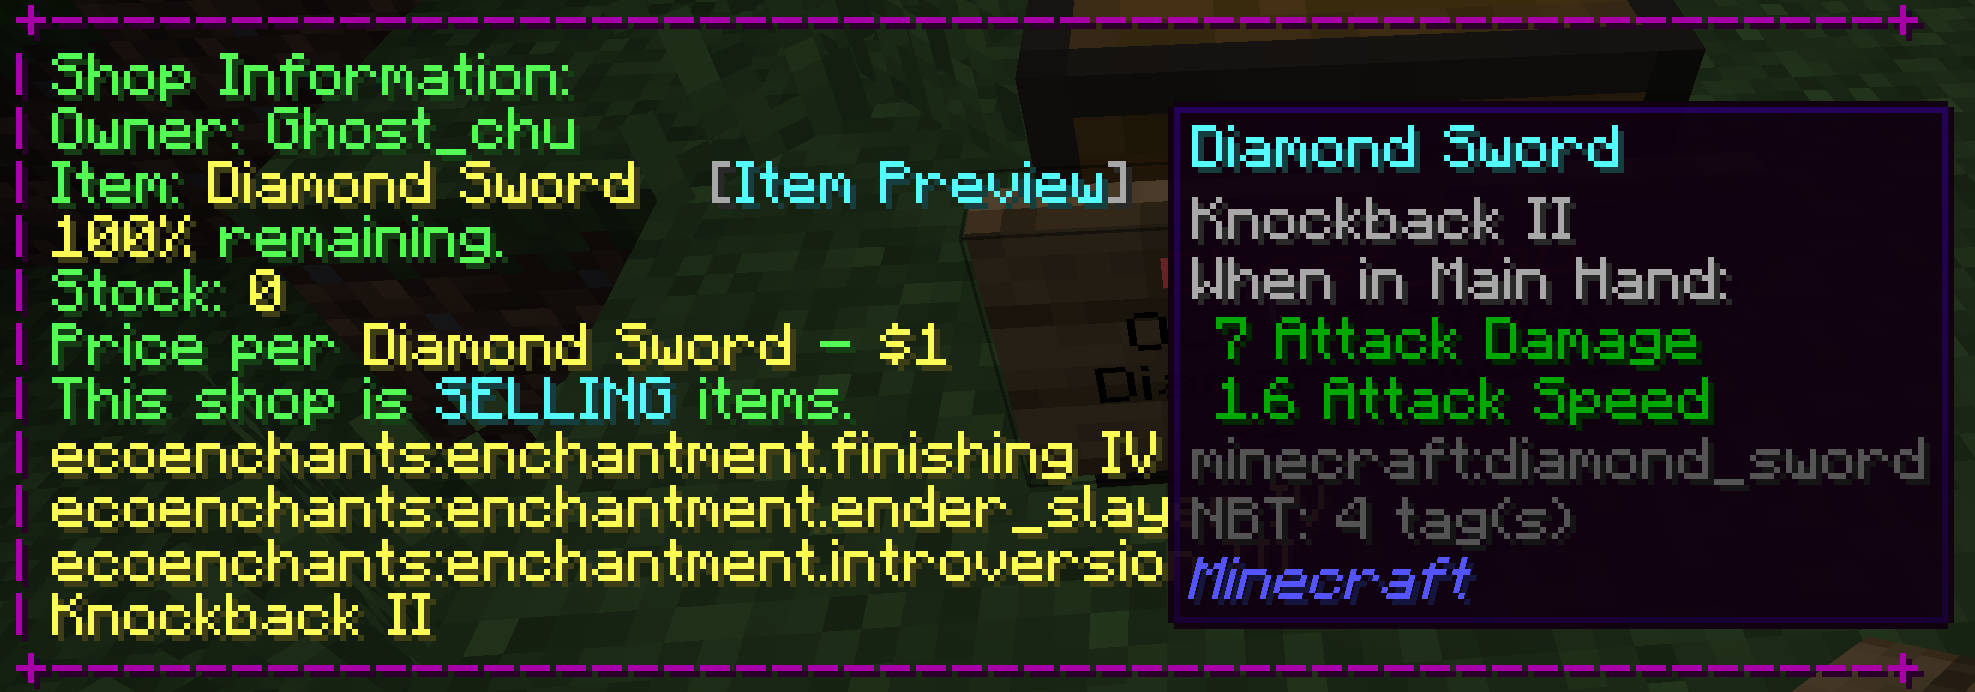 Shop Information:
Owner: Ghost_chu
Item: Diamond Sword [Item Preview]
100% remaining.
Stock: 0
Price per Diamond Sword - $1
This shop is SELLING items.
ecoenchants:enchantment.finishing IV
ecoenchants:enchantment.ender_slay
ecoenchants:enchantment.introversio
Knockback II
Diamond Sword
Knockback II
When in Main Hand:
7 Attack Damage
1.6 Attack Speed
minecraft:diamond_sword
NBT: 4 tag(s)
Minecraft